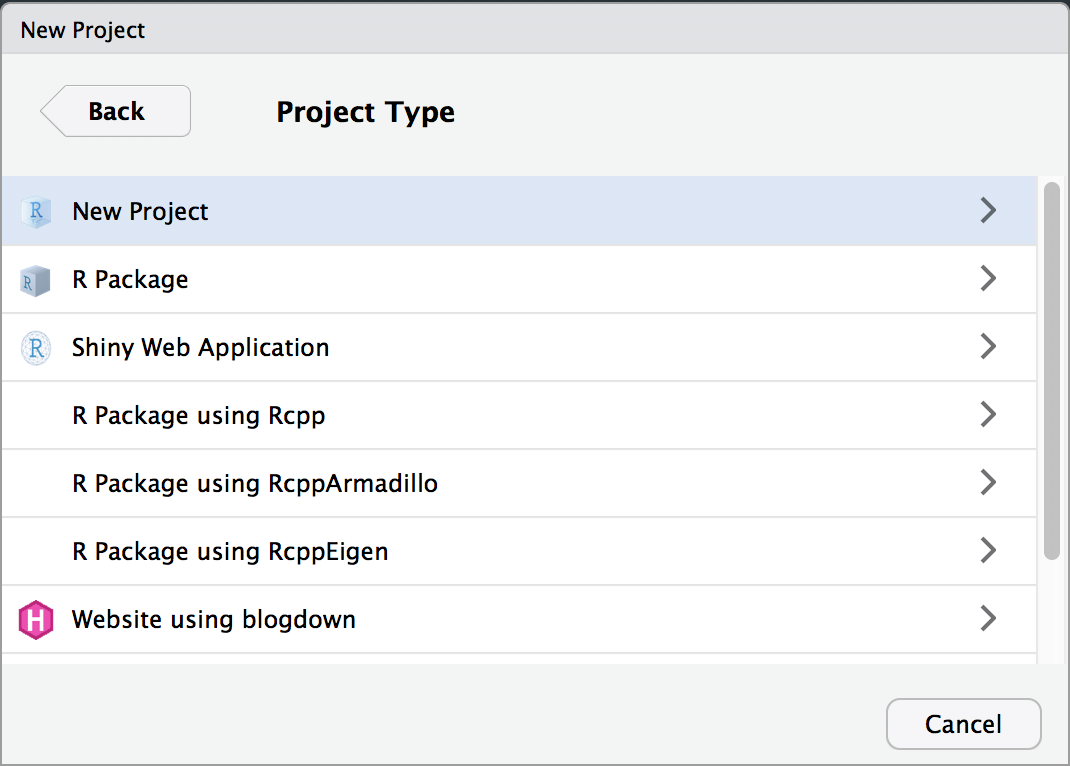 New Project
Back
Project Type
R New Project
R R Package
R Shiny Web Application
R Package using Rcpp
R Package using RcppArmadillo
R Package using RcppEigen
H Website using blogdown
Cancel